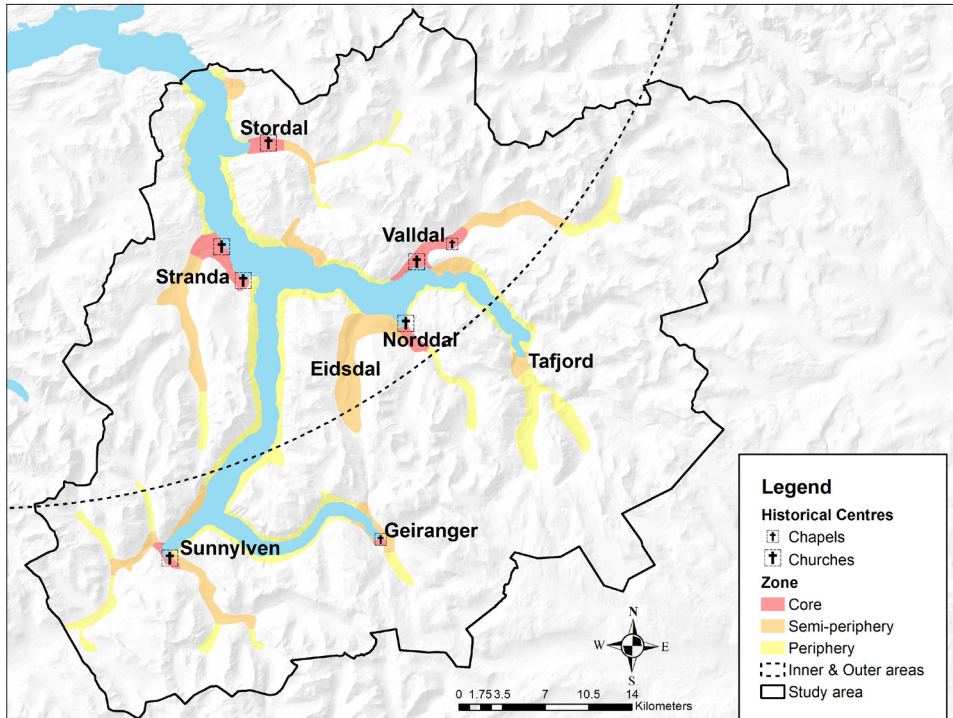 Stordal
Valldal
Stranda
Norddal
Eidsdal
Tafjord
Geiranger
Sunnylven
Legend
Historical Centres
Chapels
Churches
Zone
Core
Semi-periphery
Periphery
Inner & Outer areas
Study area
N
W E
S
0 1.75 3.5 7 10.5 14
Kilometers